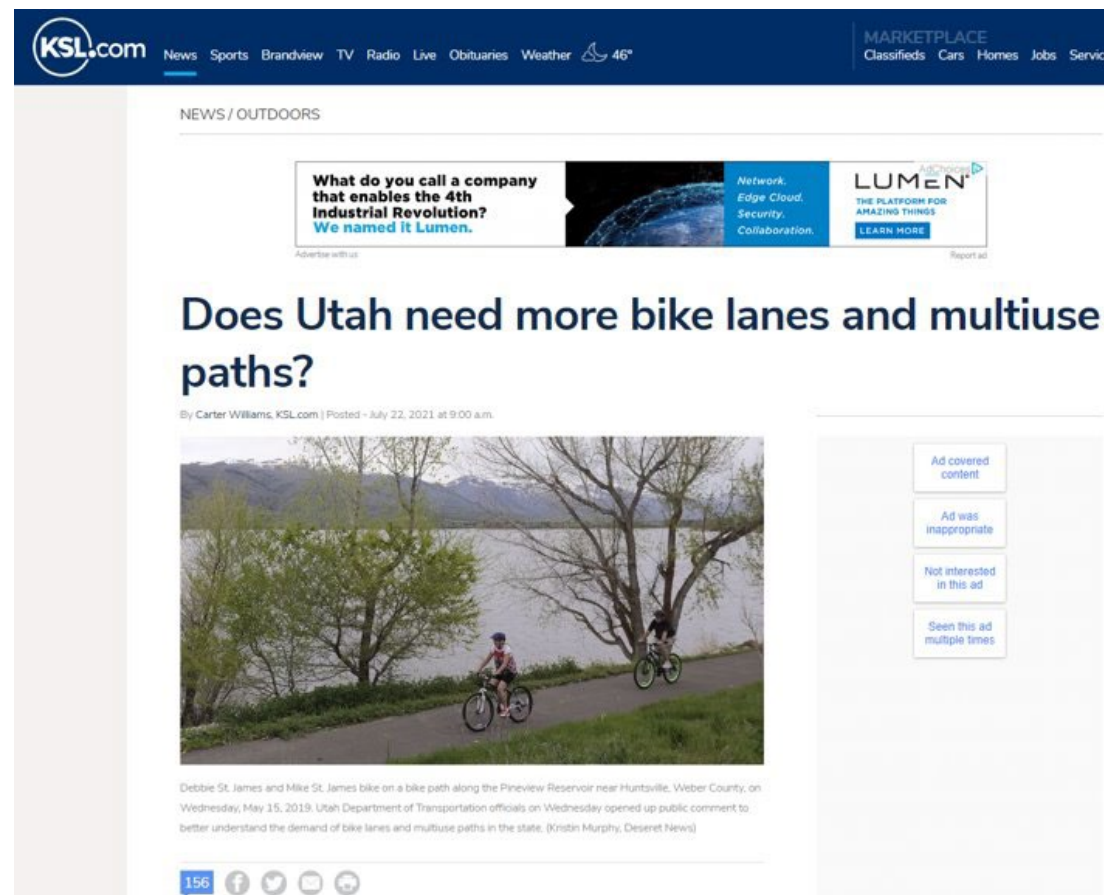 KSL.com News Sports Brandview TV Radio Live Obituaries Weather 46°
MARKETPLACE
Classifieds Cars Homes Jobs
NEWS / OUTDOORS
What do you call a company
that enables the 4th
Industrial Revolution?
We named it Lumen.
Network.
Edge Cloud.
Security.
Collaboration.
AdChoices
LUMEN®
THE PLATFORM FOR
AMAZING THINGS
LEARN MORE
Advertise with us
Report ad
Does Utah need more bike lanes and multiuse
paths?
By Carter Williams, KSL.com | Posted - July 22, 2021 at 9:00 a.m.
Ad covered
content
Ad was
inappropriate
Not interested
in this ad
Seen this ad
multiple times
Debbie St. James and Mike St. James bike on a bike path along the Pineview Reservoir near Huntsville, Weber County, on
Wednesday, May 15, 2019. Utah Department of Transportation officials on Wednesday opened up public comment to
better understand the demand of bike lanes and multiuse paths in the state. (Kristin Murphy, Deseret News)
156